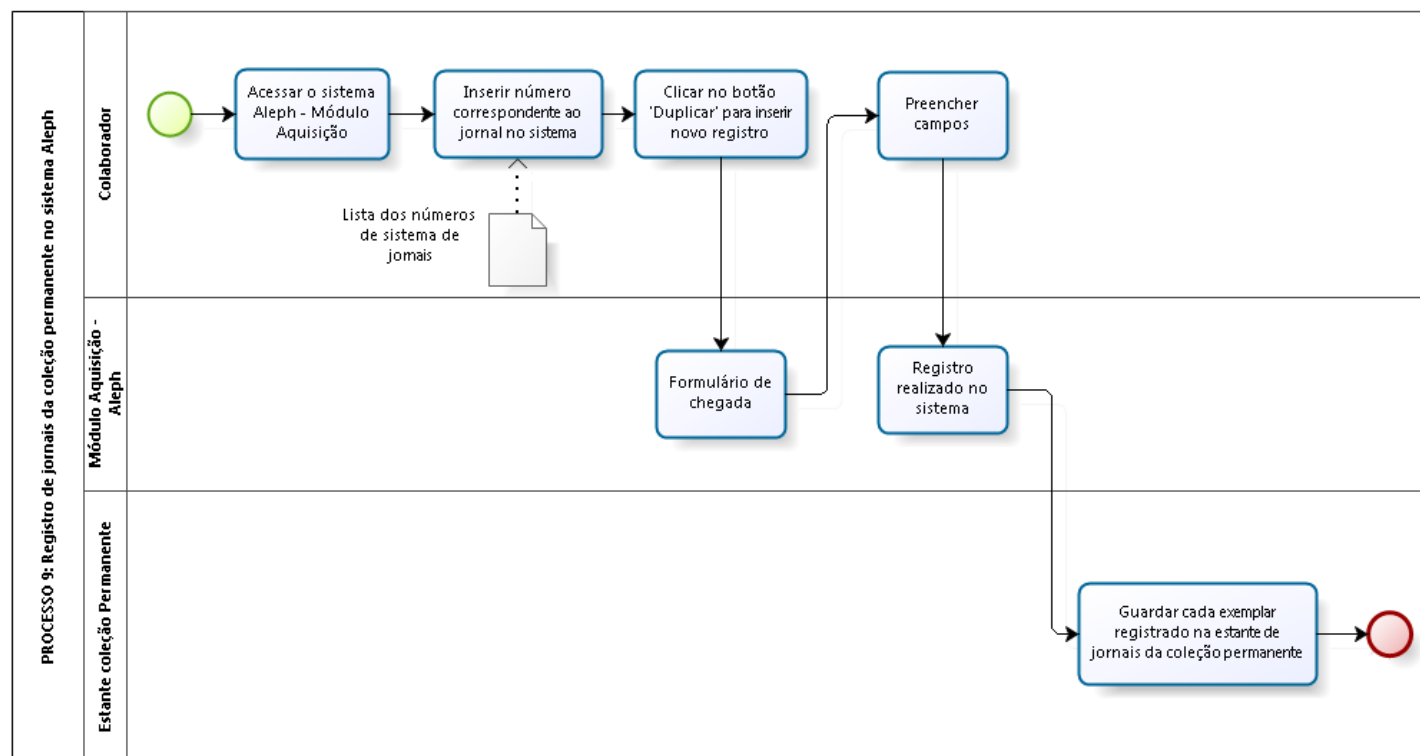 PROCESSO 9: Registro de jornais da coleção permanente no sistema Aleph
Colaborador
Acessar o sistema
Aleph - Módulo
Aquisição
Inserir número
correspondente ao
jornal no sistema
Clicar no botão
'Duplicar' para inserir
novo registro
Preencher
campos
Lista dos números
de sistema de
jornais
Módulo Aquisição -
Aleph
Formulário de
chegada
Registro
realizado no
sistema
Estante coleção Permanente
Guardar cada exemplar
registrado na estante de
jornais da coleção permanente